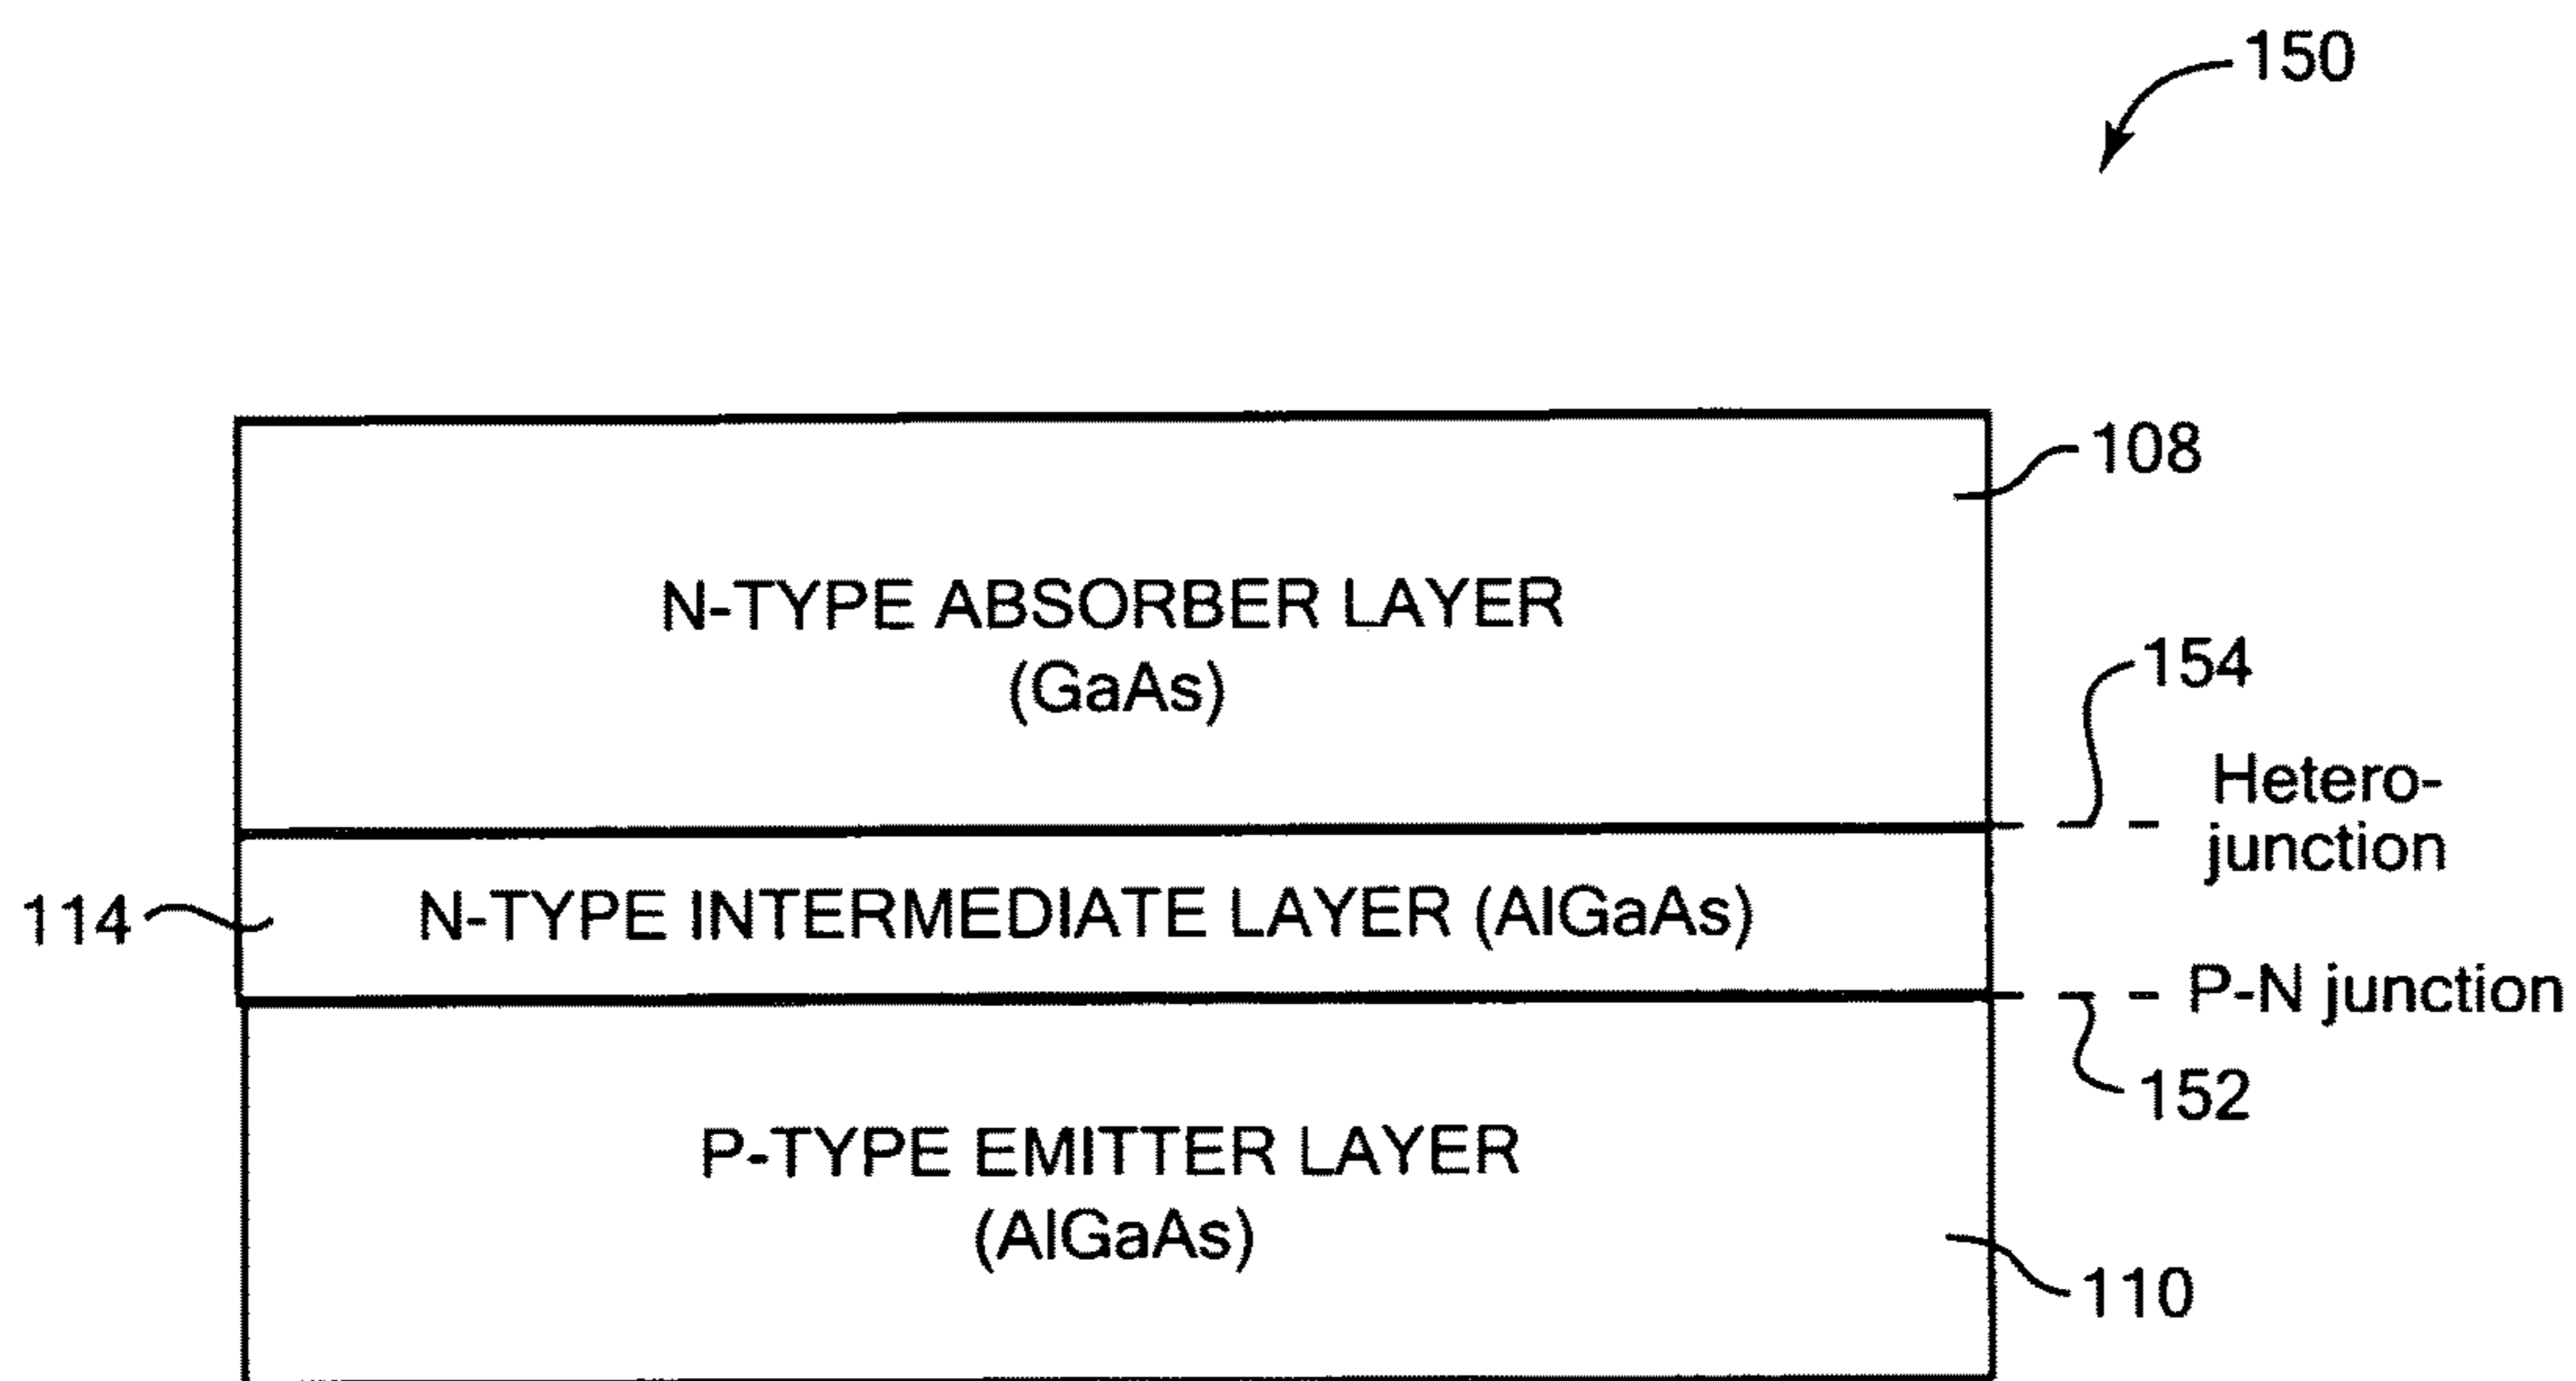 150
108
N-TYPE ABSORBER LAYER
(GaAs)
154
Hetero-
junction
114
N-TYPE INTERMEDIATE LAYER (AlGaAs)
P-N junction
152
P-TYPE EMITTER LAYER
(AlGaAs)
110